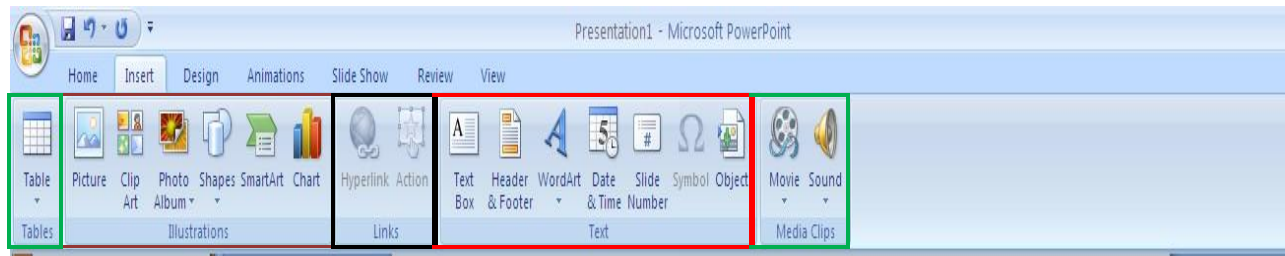 Presentation1 - Microsoft PowerPoint
Home Insert Design Animations Slide Show Review View
Table Picture Clip Art Photo Album Shapes SmartArt Chart Hyperlink Action Text Box Header & Footer WordArt Date & Time Slide Number Symbol Object Movie Sound
Tables Illustrations Links Text Media Clips